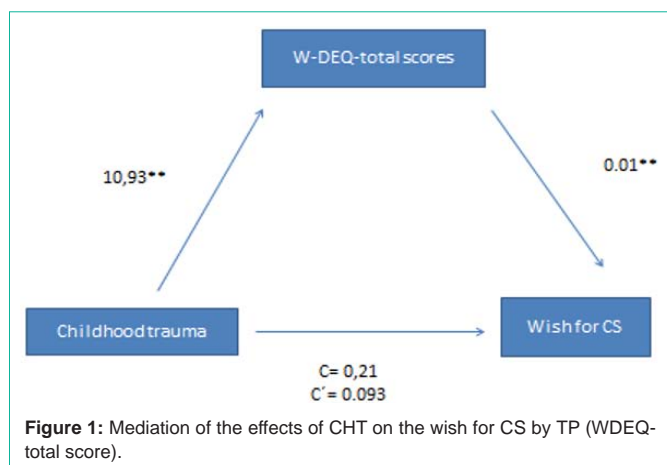 W-DEQ-total scores
10,93**
0.01**
Childhood trauma
Wish for CS
C= 0,21
C´= 0.093
Figure 1: Mediation of the effects of CHT on the wish for CS by TP (WDEQ-
total score).